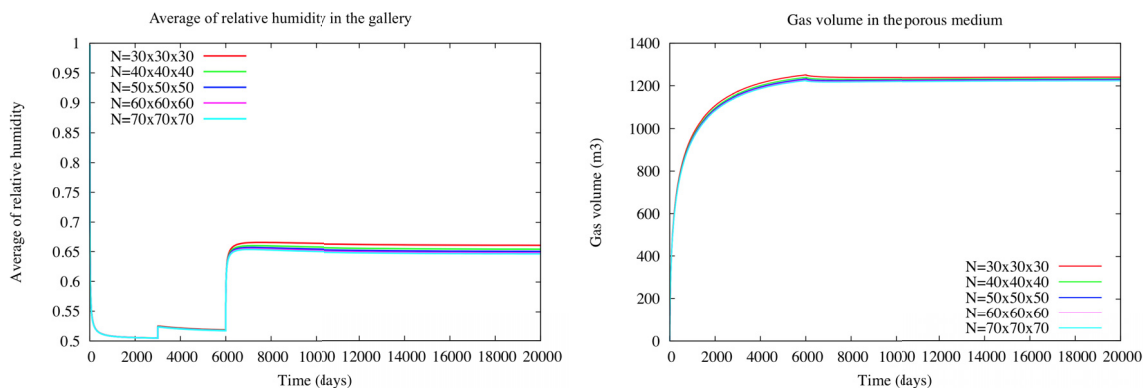 Average of relative humidity in the gallery
1
0.95
0.9
0.85
0.8
0.75
0.7
0.65
0.6
0.55
0.5
Average of relative humidity
N=30x30x30
N=40x40x40
N=50x50x50
N=60x60x60
N=70x70x70
0 2000 4000 6000 8000 10000 12000 14000 16000 18000 20000
Time (days)
Gas volume in the porous medium
1400
1200
1000
800
600
400
200
0
Gas volume (m3)
N=30x30x30
N=40x40x40
N=50x50x50
N=60x60x60
N=70x70x70
0 2000 4000 6000 8000 10000 12000 14000 16000 18000 20000
Time (days)